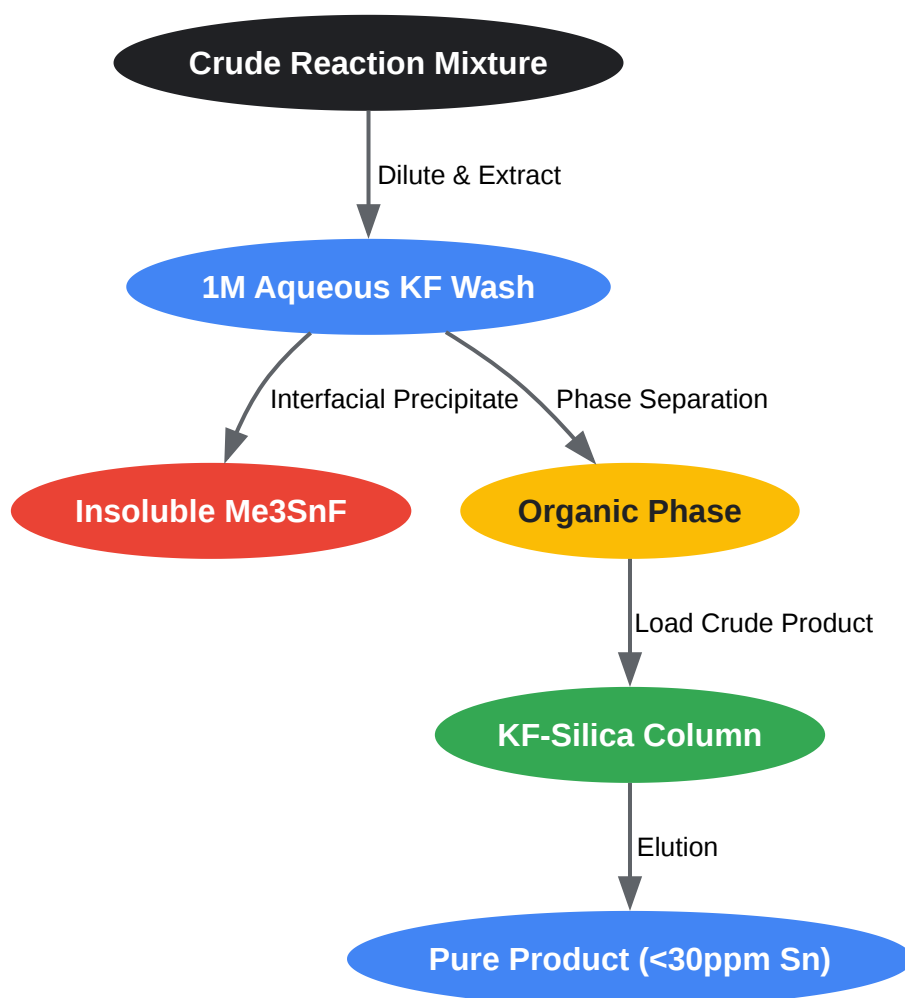 Crude Reaction Mixture
Dilute & Extract
1M Aqueous KF Wash
Interfacial Precipitate
Phase Separation
Insoluble Me3SnF
Organic Phase
Load Crude Product
KF-Silica Column
Elution
Pure Product (<30ppm Sn)